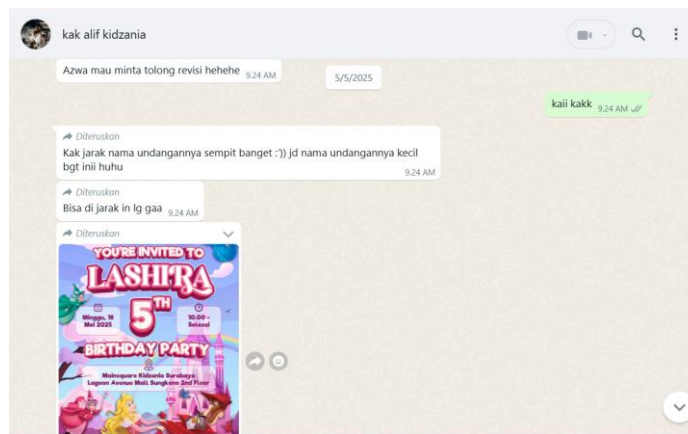 kak alif kidzania
Azwa mau minta tolong revisi hehehe 9.24 AM
5/5/2025
kaii kakk 9.24 AM
Diteruskan
Kak jarak nama undangannya sempit banget :')) jd nama undangannya kecil
bgt inii huhu
9.24 AM
Diteruskan
Bisa di jarak in lg gaa 9.24 AM
Diteruskan
YOU'RE INVITED TO
LASHIRA
5TH
Minggu, 18
Mei 2025
10.00 -
Selesai
BIRTHDAY PARTY
Mainsquare Kidzania Surabaya
Lagoon Avenue Mall Sungkono 2nd Floor